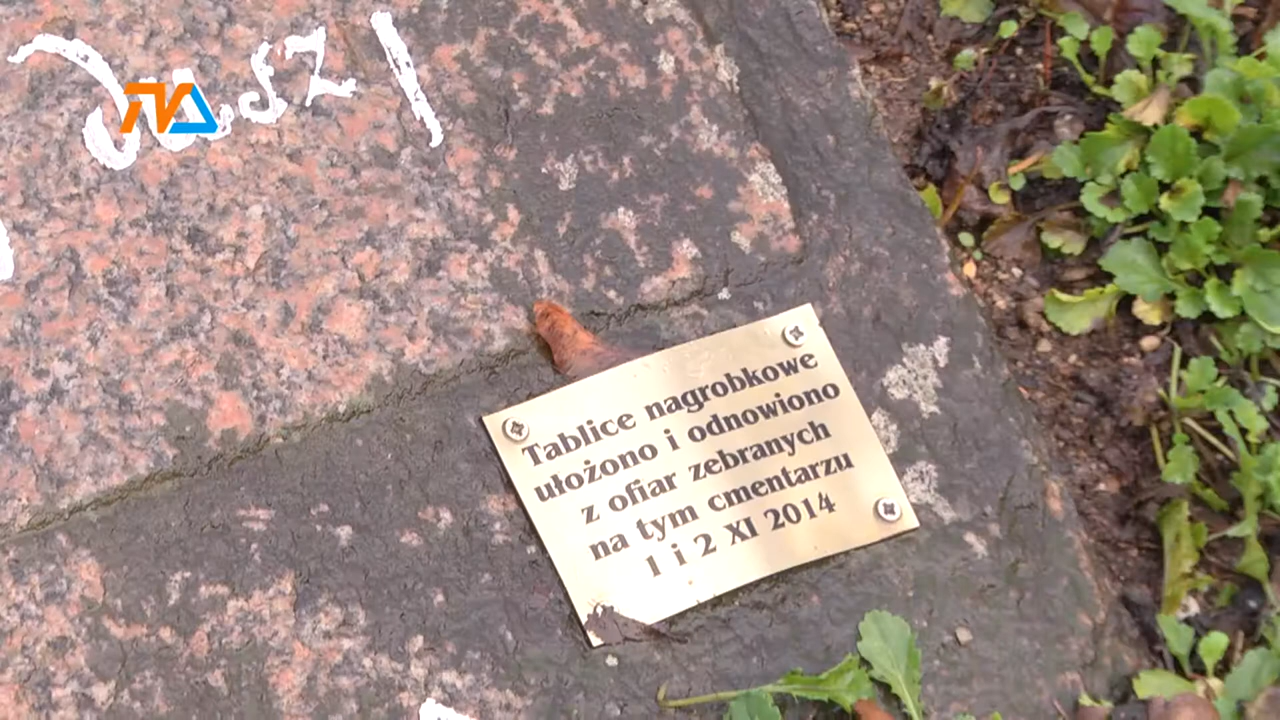 Tablice nagrobkowe
ułożono i odnowiono
z ofiar zebranych
na tym cmentarzu
1 i 2 XI 2014